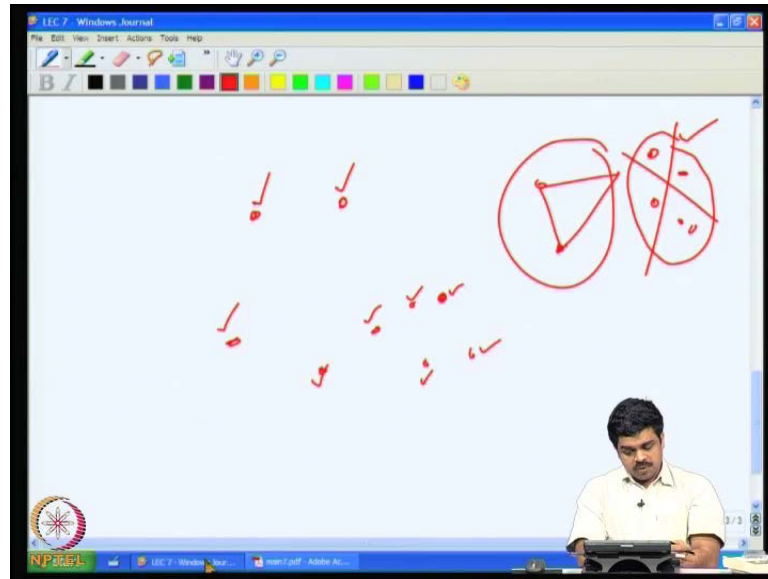 LEC 7 - Windows Journal
File Edit View Insert Actions Tools Help
B I
3/3
NPTEL
LEC 7 - Windows Jour...
main7.pdf - Adobe Ac...